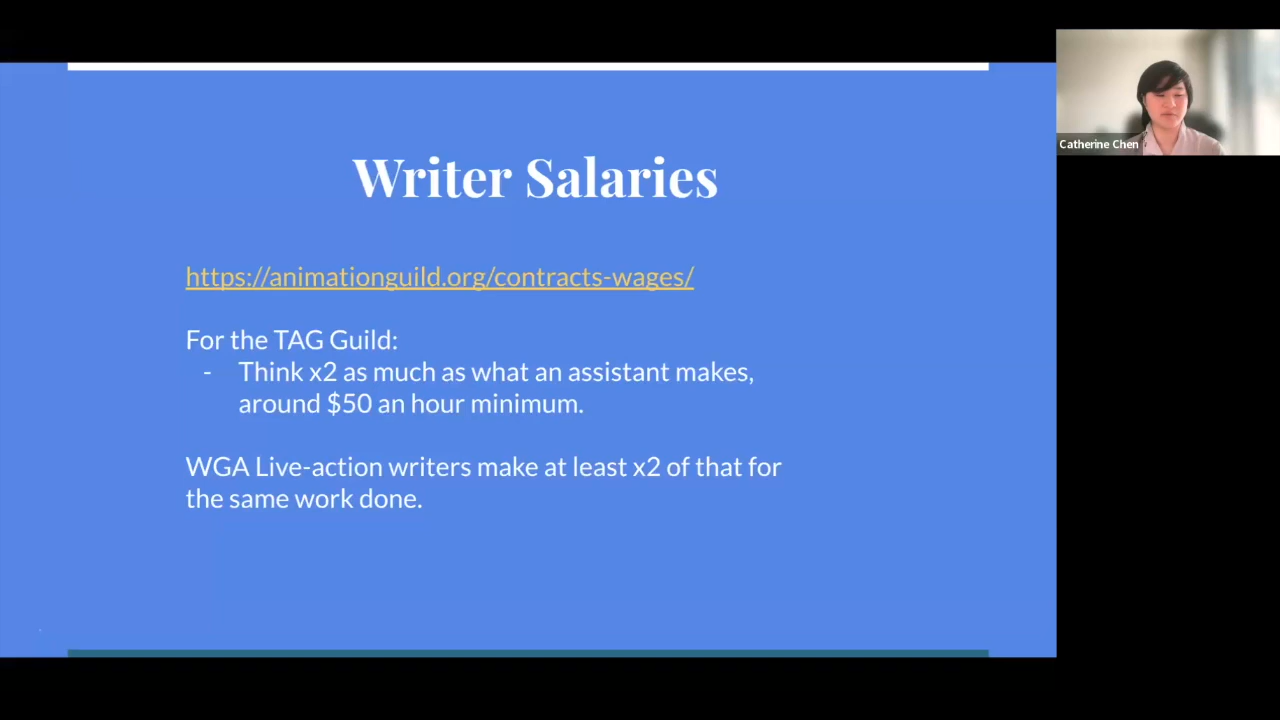 Writer Salaries
https://animationguild.org/contracts-wages/
For the TAG Guild:
- Think x2 as much as what an assistant makes,
around $50 an hour minimum.
WGA Live-action writers make at least x2 of that for
the same work done.
Catherine Chen